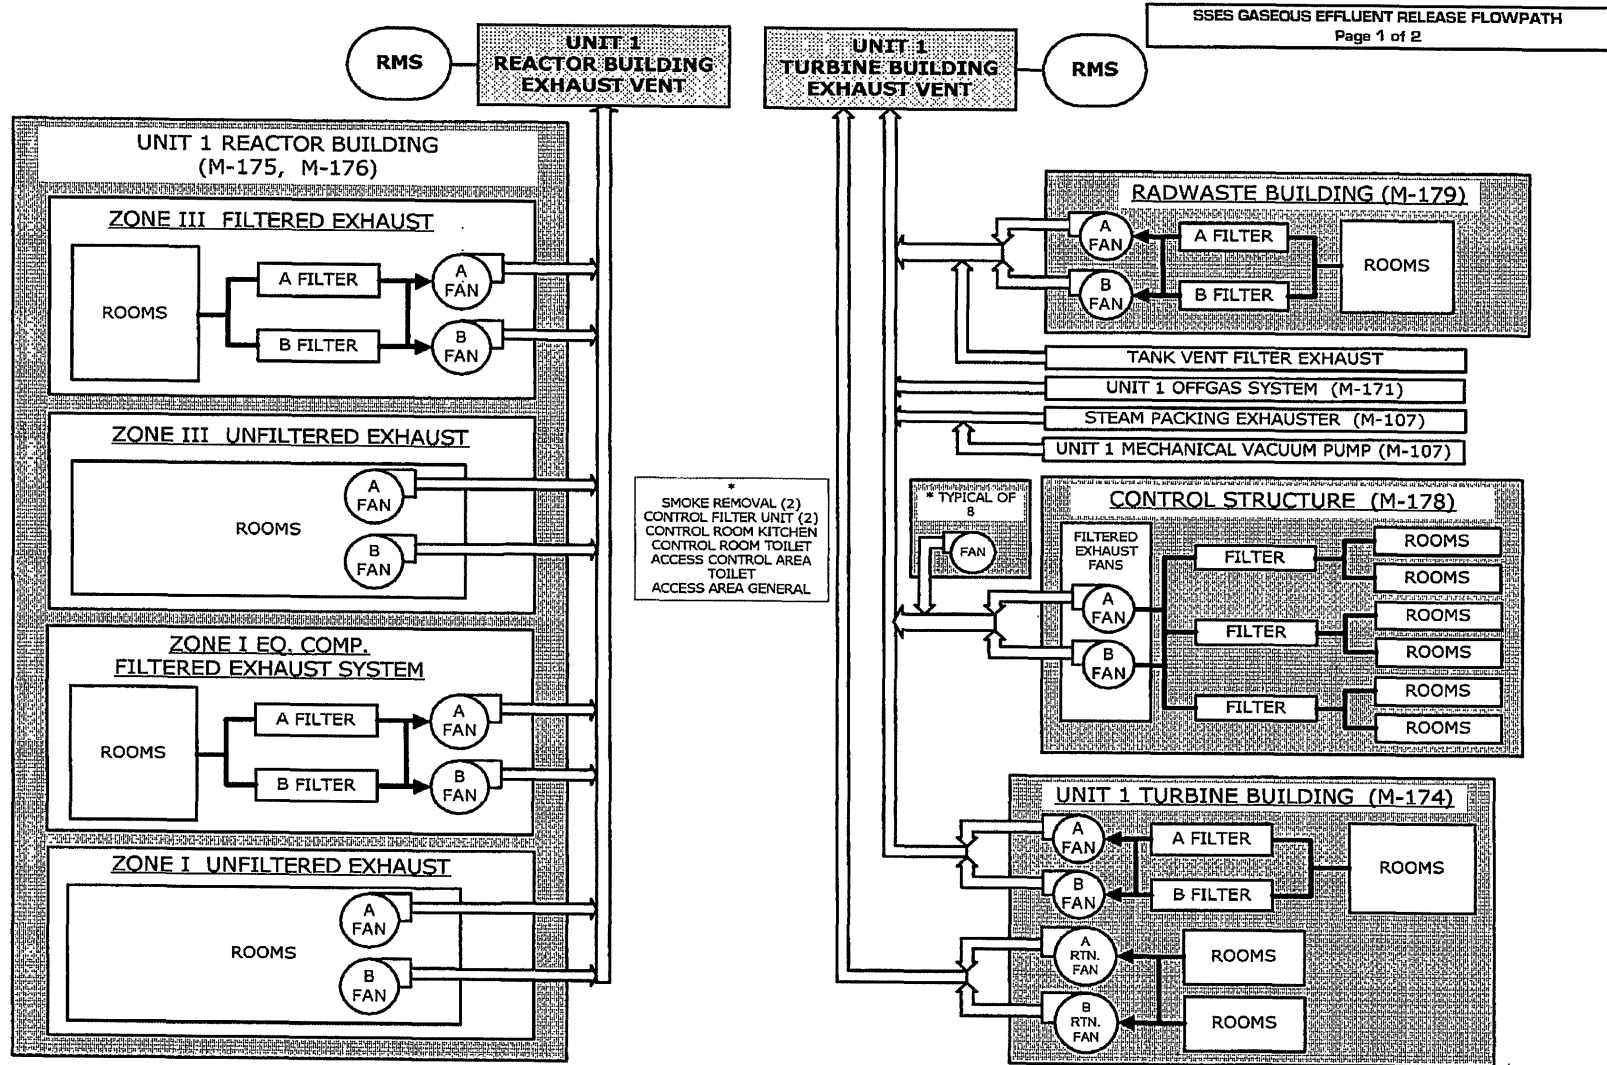 SSES GASEOUS EFFLUENT RELEASE FLOWPATH
Page 1 of 2
RMS
UNIT 1
REACTOR BUILDING
EXHAUST VENT
UNIT 1
TURBINE BUILDING
EXHAUST VENT
RMS
UNIT 1 REACTOR BUILDING
(M-175, M-176)
ZONE III FILTERED EXHAUST
ROOMS
A FILTER
B FILTER
A
FAN
B
FAN
ZONE III UNFILTERED EXHAUST
ROOMS
A
FAN
B
FAN
ZONE I EQ. COMP.
FILTERED EXHAUST SYSTEM
ROOMS
A FILTER
B FILTER
A
FAN
B
FAN
ZONE I UNFILTERED EXHAUST
ROOMS
A
FAN
B
FAN
*
SMOKE REMOVAL (2)
CONTROL FILTER UNIT (2)
CONTROL ROOM KITCHEN
CONTROL ROOM TOILET
ACCESS CONTROL AREA
TOILET
ACCESS AREA GENERAL
RADWASTE BUILDING (M-179)
A
FAN
B
FAN
A FILTER
B FILTER
ROOMS
TANK VENT FILTER EXHAUST
UNIT 1 OFFGAS SYSTEM (M-171)
STEAM PACKING EXHAUSTER (M-107)
UNIT 1 MECHANICAL VACUUM PUMP (M-107)
* TYPICAL OF
8
FAN
CONTROL STRUCTURE (M-178)
FILTERED
EXHAUST
FANS
A
FAN
B
FAN
FILTER
FILTER
FILTER
ROOMS
ROOMS
ROOMS
ROOMS
ROOMS
ROOMS
UNIT 1 TURBINE BUILDING (M-174)
A
FAN
B
FAN
A FILTER
B FILTER
ROOMS
A
RTN.
FAN
B
RTN.
FAN
ROOMS
ROOMS